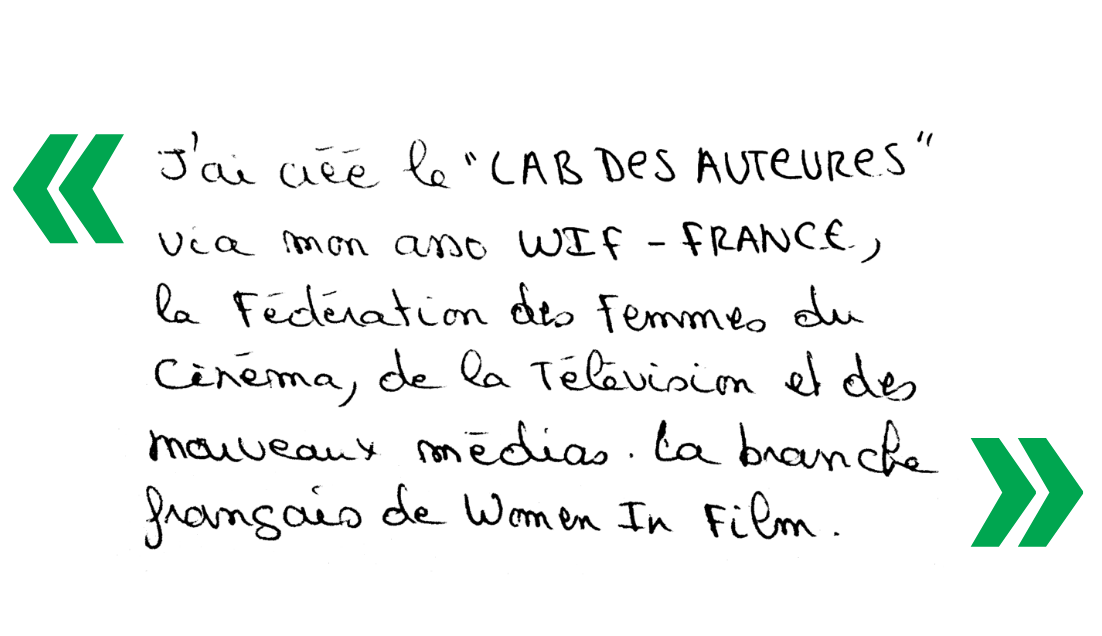 « J'ai créé le "LAB DES AUTEURES"
via mon asso WIF - FRANCE,
la Fédération des Femmes du
Cinéma, de la Télévision et des
nouveaux médias. La branche
français de Women In Film. »